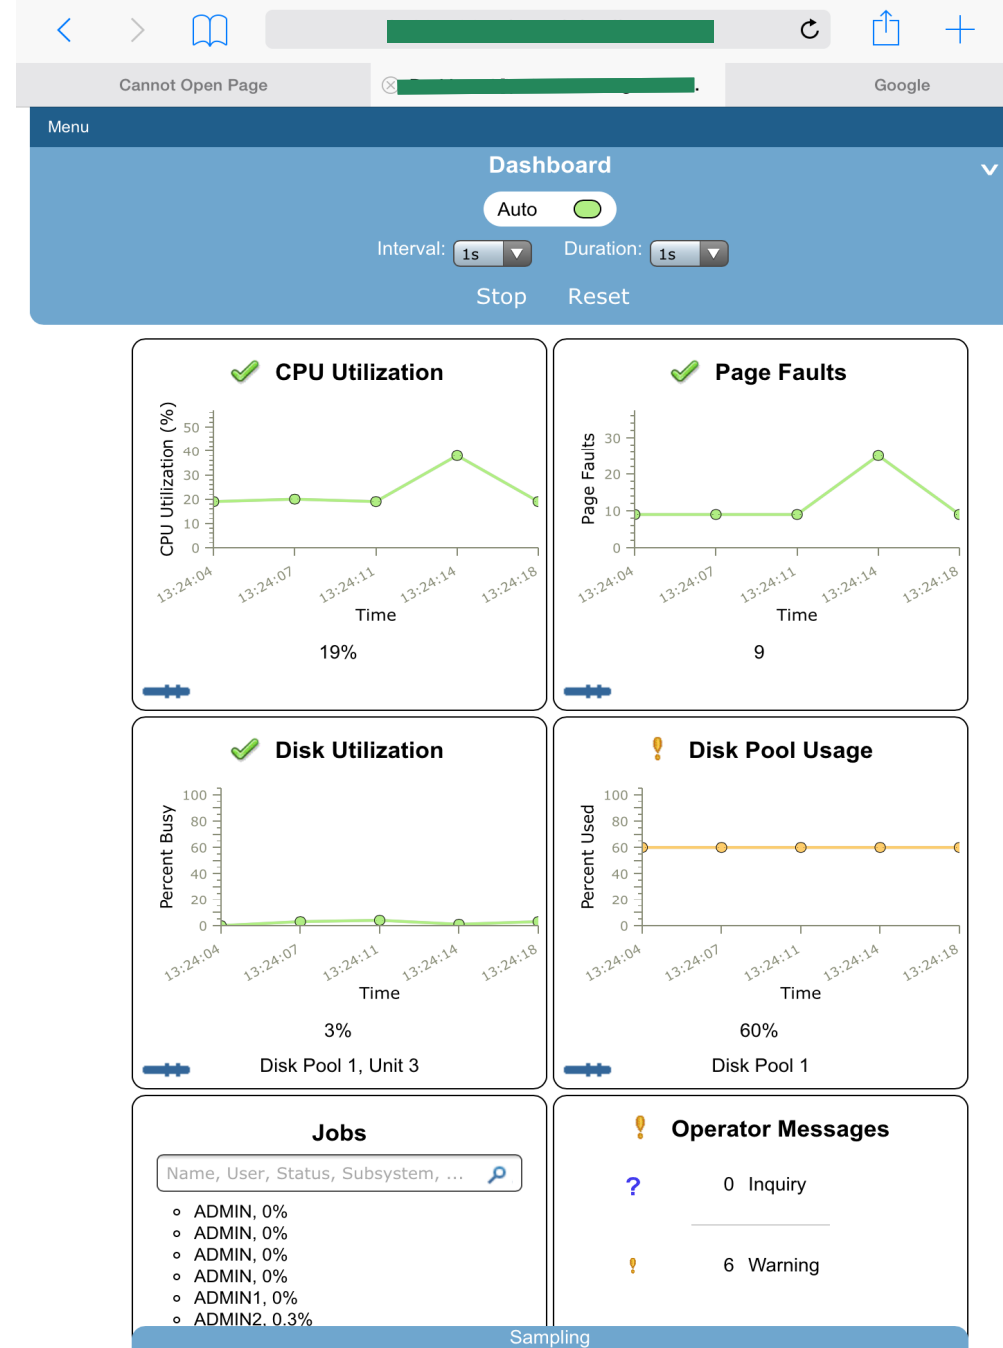 Cannot Open Page
Google
Menu
Dashboard
Auto
Interval: 1s Duration: 1s
Stop Reset
CPU Utilization
CPU Utilization (%)
50
40
30
20
10
0
13:24:04 13:24:07 13:24:11 13:24:14 13:24:18
Time
19%
Page Faults
Page Faults
30
20
10
0
13:24:04 13:24:07 13:24:11 13:24:14 13:24:18
Time
9
Disk Utilization
Percent Busy
100
80
60
40
20
0
13:24:04 13:24:07 13:24:11 13:24:14 13:24:18
Time
3%
Disk Pool 1, Unit 3
Disk Pool Usage
Percent Used
100
80
60
40
20
0
13:24:04 13:24:07 13:24:11 13:24:14 13:24:18
Time
60%
Disk Pool 1
Jobs
Name, User, Status, Subsystem, ...
ADMIN, 0%
ADMIN, 0%
ADMIN, 0%
ADMIN, 0%
ADMIN1, 0%
ADMIN2, 0.3%
Operator Messages
? 0 Inquiry
6 Warning
Sampling